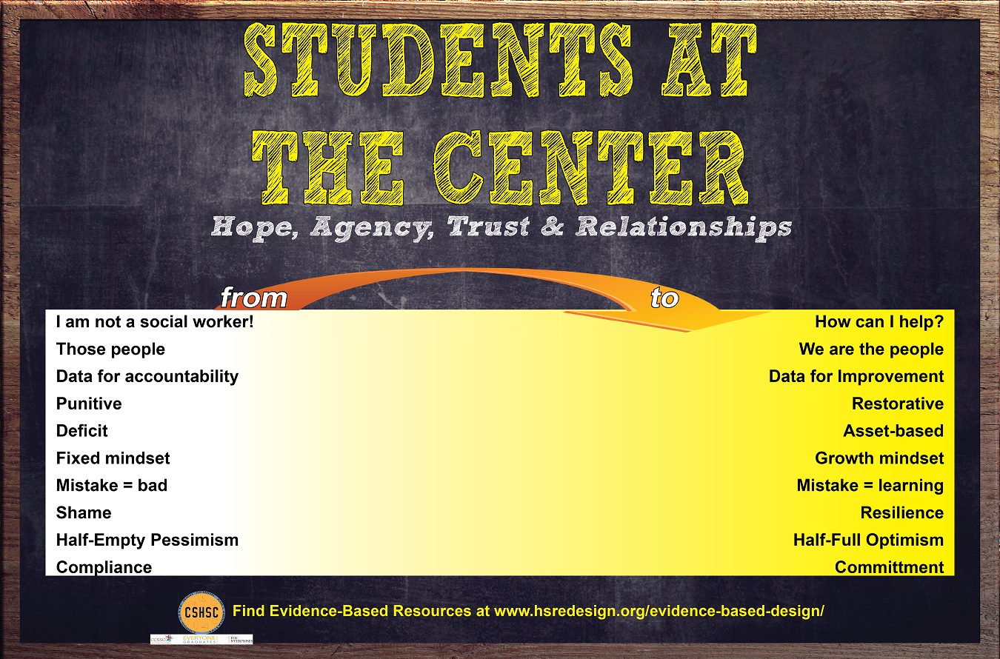 STUDENTS AT
THE CENTER
Hope, Agency, Trust & Relationships
from to
I am not a social worker! How can I help?
Those people We are the people
Data for accountability Data for Improvement
Punitive Restorative
Deficit Asset-based
Fixed mindset Growth mindset
Mistake = bad Mistake = learning
Shame Resilience
Half-Empty Pessimism Half-Full Optimism
Compliance Committment
CSHSC Find Evidence-Based Resources at www.hsredesign.org/evidence-based-design/
CCSSO EVERYONE
GRADUATES